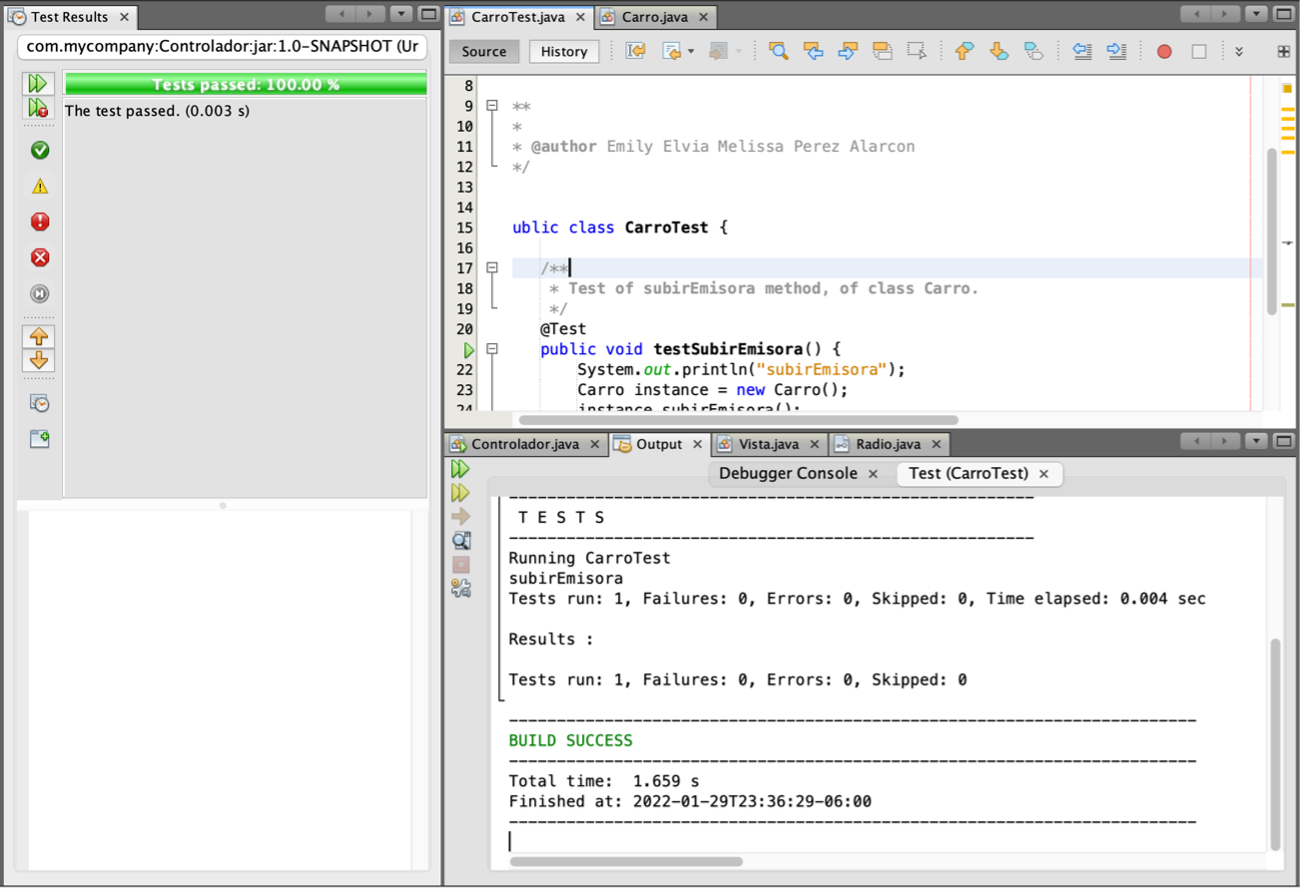 Test Results
com.mycompany:Controlador:jar:1.0-SNAPSHOT (Ur
Tests passed: 100.00 %
The test passed. (0.003 s)
CarroTest.java
Carro.java
Source
History
8
9 **
10 *
11 * @author Emily Elvia Melissa Perez Alarcon
12 */
13
14
15 ublic class CarroTest {
16
17 /**
18 * Test of subirEmisora method, of class Carro.
19 */
20 @Test
public void testSubirEmisora() {
22 System.out.println("subirEmisora");
23 Carro instance = new Carro();
24 instance.subirEmisora();
Controlador.java
Output
Vista.java
Radio.java
Debugger Console
Test (CarroTest)
-------------------------------------------------------
T E S T S
-------------------------------------------------------
Running CarroTest
subirEmisora
Tests run: 1, Failures: 0, Errors: 0, Skipped: 0, Time elapsed: 0.004 sec
Results :
Tests run: 1, Failures: 0, Errors: 0, Skipped: 0
------------------------------------------------------------------------
BUILD SUCCESS
------------------------------------------------------------------------
Total time:  1.659 s
Finished at: 2022-01-29T23:36:29-06:00
------------------------------------------------------------------------